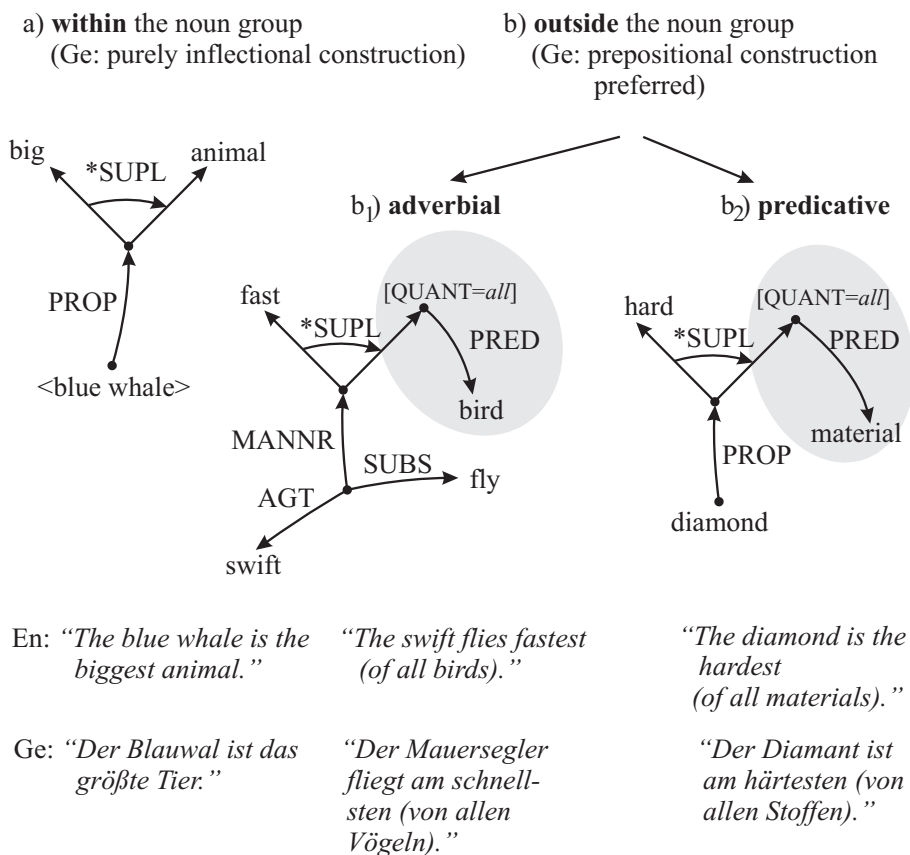 a) within the noun group
(Ge: purely inflectional construction)
b) outside the noun group
(Ge: prepositional construction
preferred)
big
*SUPL
animal
PROP
<blue whale>
b1) adverbial
fast
*SUPL
[QUANT=all]
PRED
bird
MANNR
SUBS
fly
AGT
swift
b2) predicative
hard
*SUPL
[QUANT=all]
PRED
material
PROP
diamond
En: “The blue whale is the
biggest animal.”
“The swift flies fastest
(of all birds).”
“The diamond is the
hardest
(of all materials).”
Ge: “Der Blauwal ist das
größte Tier.”
“Der Mauersegler
fliegt am schnell-
sten (von allen
Vögeln).”
“Der Diamant ist
am härtesten (von
allen Stoffen).”